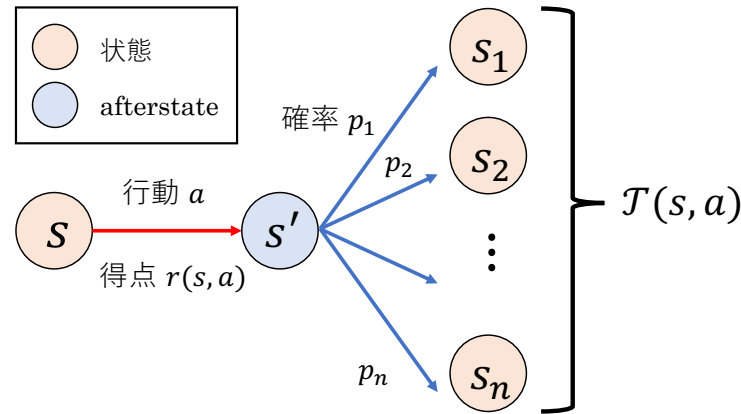 状態
afterstate
s
行動 a
得点 r(s, a)
s′
確率 p₁
p₂
pₙ
s₁
s₂
⋮
sₙ
𝒯(s, a)